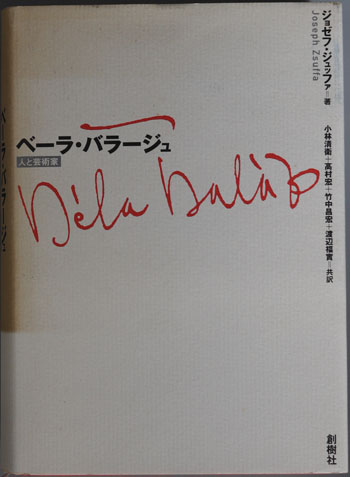 ジョゼフ・ジュッファ=著
Joseph Zsuffa
小林清衛+高村宏+竹中昌宏+渡辺福實=共訳
ベーラ・バラージュ
人と芸術家
Béla Balázs
ベーラ・バラージュ
創樹社